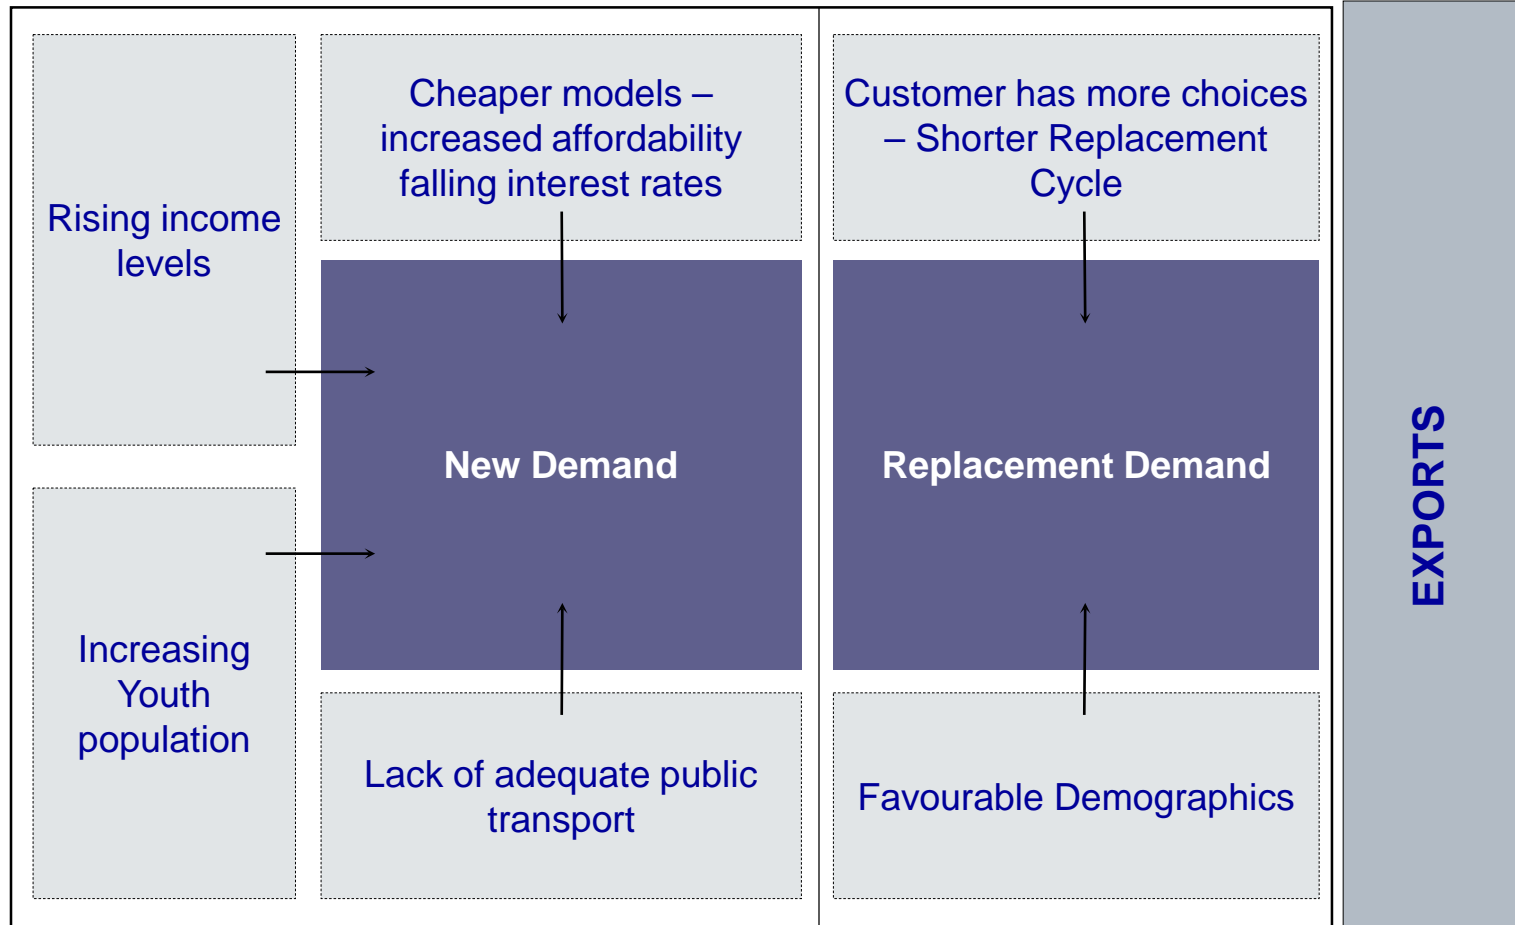 Rising income
levels
Cheaper models –
increased affordability
falling interest rates
Customer has more choices
– Shorter Replacement
Cycle
New Demand
Replacement Demand
EXPORTS
Increasing
Youth
population
Lack of adequate public
transport
Favourable Demographics